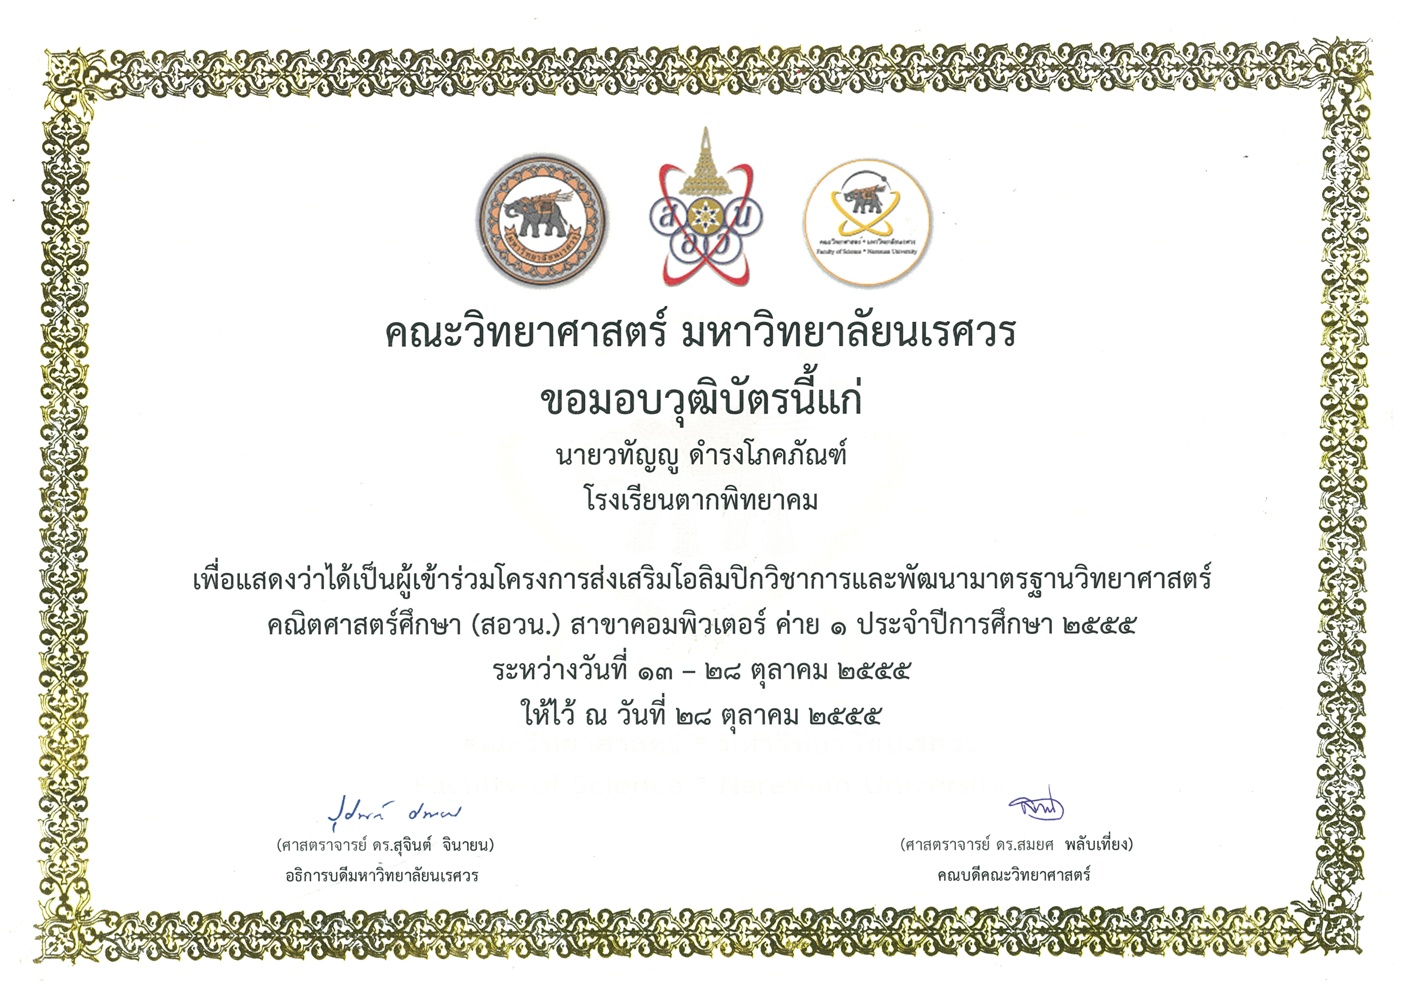 มหาวิทยาลัยนเรศวร
ส น
อ ว
คณะวิทยาศาสตร์ * มหาวิทยาลัยนเรศวร
Faculty of Science * Naresuan University
คณะวิทยาศาสตร์ มหาวิทยาลัยนเรศวร
ขอมอบวุฒิบัตรนี้แก่
นายวทัญญู ดำรงโภคภัณฑ์
โรงเรียนตากพิทยาคม
เพื่อแสดงว่าได้เป็นผู้เข้าร่วมโครงการส่งเสริมโอลิมปิกวิชาการและพัฒนามาตรฐานวิทยาศาสตร์
คณิตศาสตร์ศึกษา (สอวน.) สาขาคอมพิวเตอร์ ค่าย ๑ ประจำปีการศึกษา ๒๕๕๕
ระหว่างวันที่ ๑๓ – ๒๘ ตุลาคม ๒๕๕๕
ให้ไว้ ณ วันที่ ๒๘ ตุลาคม ๒๕๕๕
(ศาสตราจารย์ ดร.สุจินต์ จินายน)
อธิการบดีมหาวิทยาลัยนเรศวร
(ศาสตราจารย์ ดร.สมยศ พลับเที่ยง)
คณบดีคณะวิทยาศาสตร์